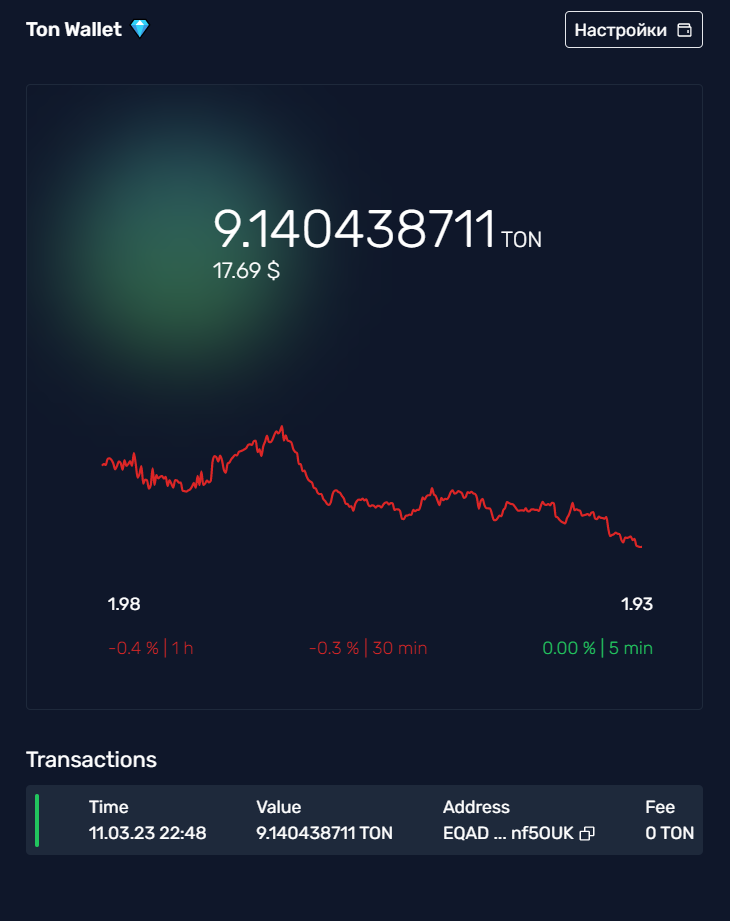 Ton Wallet
Настройки
9.140438711 TON
17.69 $
1.98 1.93
-0.4 % | 1 h -0.3 % | 30 min 0.00 % | 5 min
Transactions
Time Value Address Fee
11.03.23 22:48 9.140438711 TON EQAD ... nf5OUK 0 TON